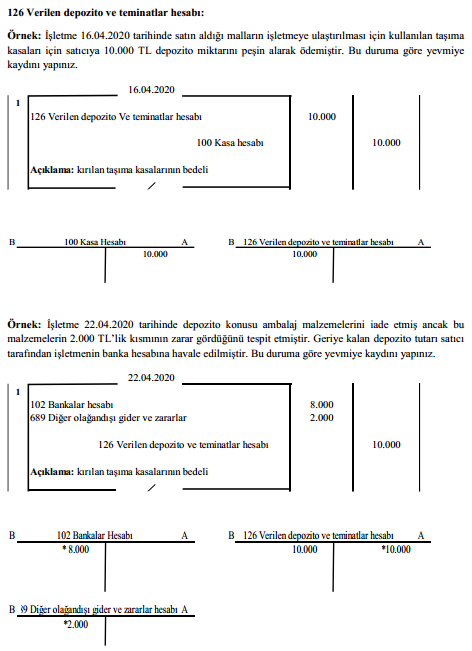 126 Verilen depozito ve teminatlar hesabı:
Örnek: İşletme 16.04.2020 tarihinde satın aldığı malların işletmeye ulaştırılması için kullanılan taşıma
kasaları için satıcıya 10.000 TL depozito miktarını peşin alarak ödemiştir. Bu duruma göre yevmiye
kaydını yapınız.
16.04.2020
1
126 Verilen depozito Ve teminatlar hesabı 10.000
100 Kasa hesabı 10.000
Açıklama: kırılan taşıma kasalarının bedeli
B 100 Kasa Hesabı A B 126 Verilen depozito ve teminatlar hesabı A
10.000 10.000
Örnek: İşletme 22.04.2020 tarihinde depozito konusu ambalaj malzemelerini iade etmiş ancak bu
malzemelerin 2.000 TL'lik kısmının zarar gördüğünü tespit etmiştir. Geriye kalan depozito tutarı satıcı
tarafından işletmenin banka hesabına havale edilmiştir. Bu duruma göre yevmiye kaydını yapınız.
22.04.2020
1
102 Bankalar hesabı 8.000
689 Diğer olağandışı gider ve zararlar 2.000
126 Verilen depozito ve teminatlar hesabı 10.000
Açıklama: kırılan taşıma kasalarının bedeli
B 102 Bankalar Hesabı A B 126 Verilen depozito ve teminatlar hesabı A
*8.000 10.000 *10.000
B 89 Diğer olağandışı gider ve zararlar hesabı A
*2.000